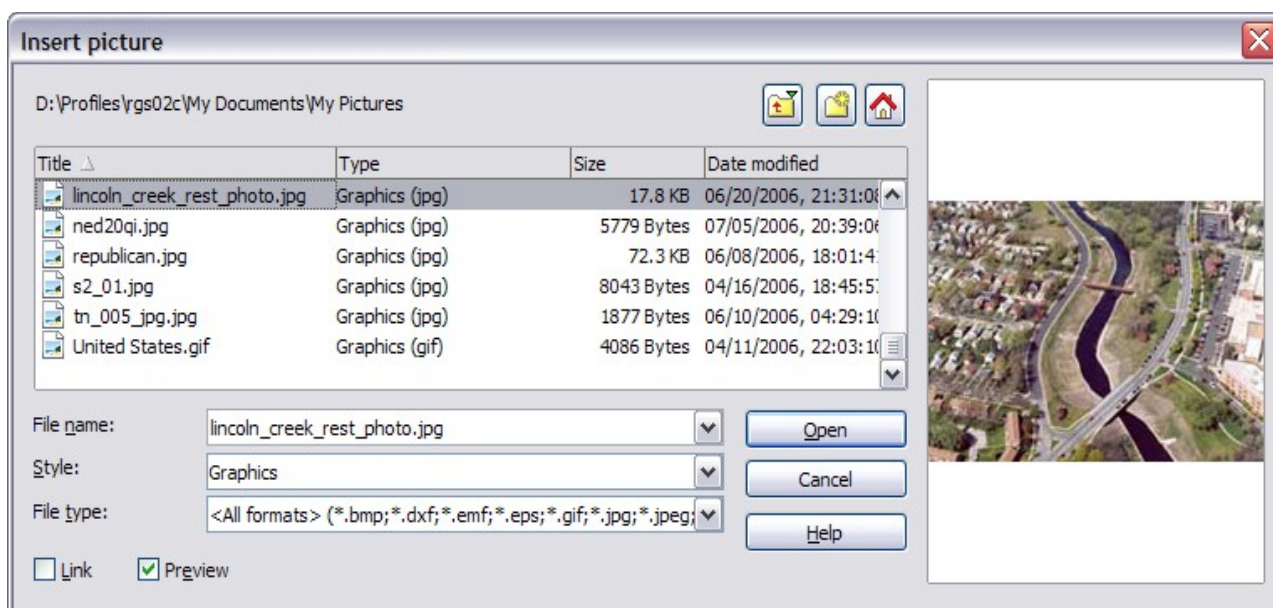 Insert picture
D:\Profiles\rgs02c\My Documents\My Pictures
Title Type Size Date modified
lincoln_creek_rest_photo.jpg Graphics (jpg) 17.8 KB 06/20/2006, 21:31:08
ned20qi.jpg Graphics (jpg) 5779 Bytes 07/05/2006, 20:39:06
republican.jpg Graphics (jpg) 72.3 KB 06/08/2006, 18:01:4
s2_01.jpg Graphics (jpg) 8043 Bytes 04/16/2006, 18:45:5
tn_005_jpg.jpg Graphics (jpg) 1877 Bytes 06/10/2006, 04:29:10
United States.gif Graphics (gif) 4086 Bytes 04/11/2006, 22:03:10
File name: lincoln_creek_rest_photo.jpg Open
Style: Graphics Cancel
File type: <All formats> (*.bmp;*.dxf;*.emf;*.eps;*.gif;*.jpg;*.jpeg; Help
Link Preview